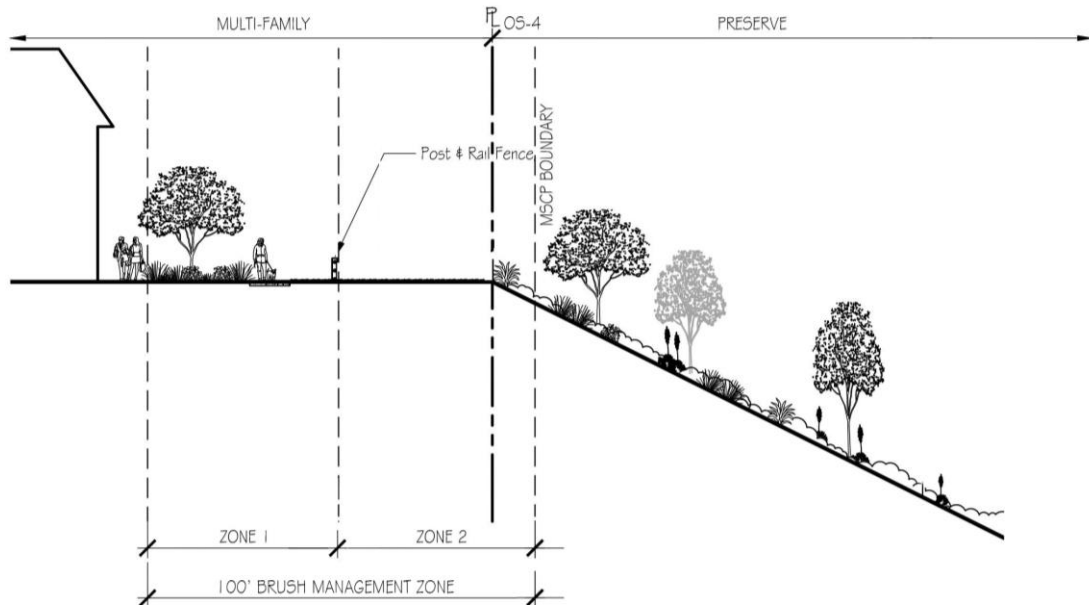 MULTI-FAMILY
PL OS-4
PRESERVE
Post & Rail Fence
MSCP BOUNDARY
ZONE 1
ZONE 2
100' BRUSH MANAGEMENT ZONE